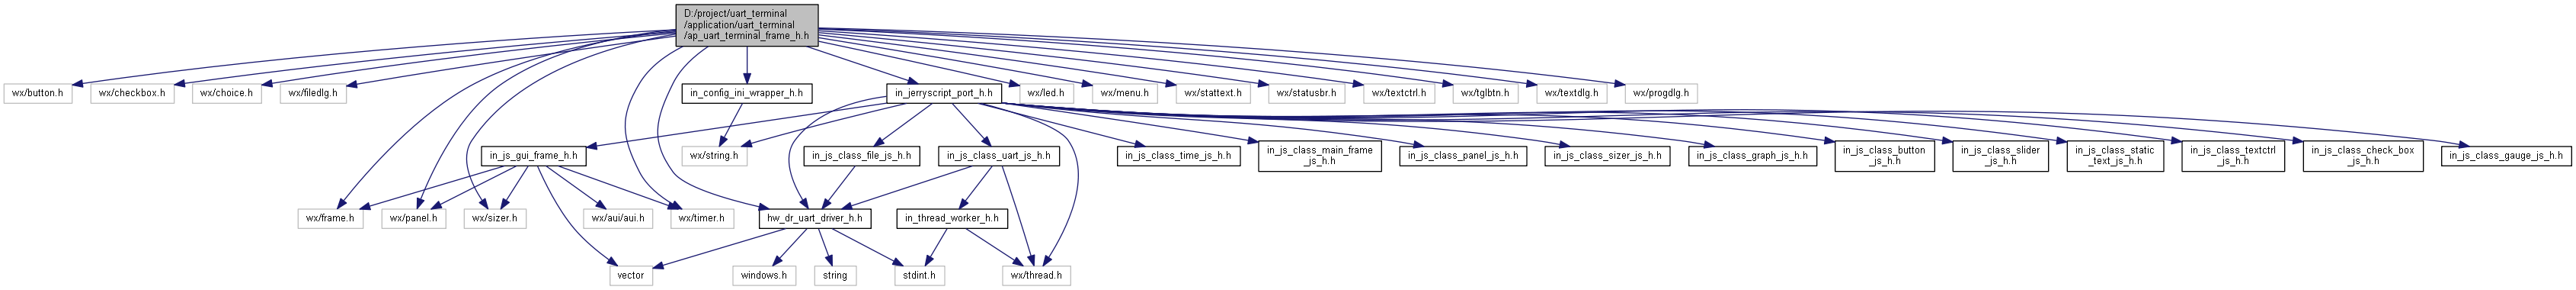 D:/project/uart_terminal
/application/uart_terminal
/ap_uart_terminal_frame_h.h
wx/button.h
wx/checkbox.h
wx/choice.h
wx/filedlg.h
in_config_ini_wrapper_h.h
in_jerryscript_port_h.h
wx/led.h
wx/menu.h
wx/stattext.h
wx/statusbr.h
wx/textctrl.h
wx/tglbtn.h
wx/textdlg.h
wx/progdlg.h
in_js_gui_frame_h.h
wx/string.h
in_js_class_file_js_h.h
in_js_class_uart_js_h.h
in_js_class_time_js_h.h
in_js_class_main_frame
_js_h.h
in_js_class_panel_js_h.h
in_js_class_sizer_js_h.h
in_js_class_graph_js_h.h
in_js_class_button
_js_h.h
in_js_class_slider
_js_h.h
in_js_class_static
_text_js_h.h
in_js_class_textctrl
_js_h.h
in_js_class_check_box
_js_h.h
in_js_class_gauge_js_h.h
wx/frame.h
wx/panel.h
wx/sizer.h
wx/aui/aui.h
wx/timer.h
hw_dr_uart_driver_h.h
in_thread_worker_h.h
vector
windows.h
string
stdint.h
wx/thread.h